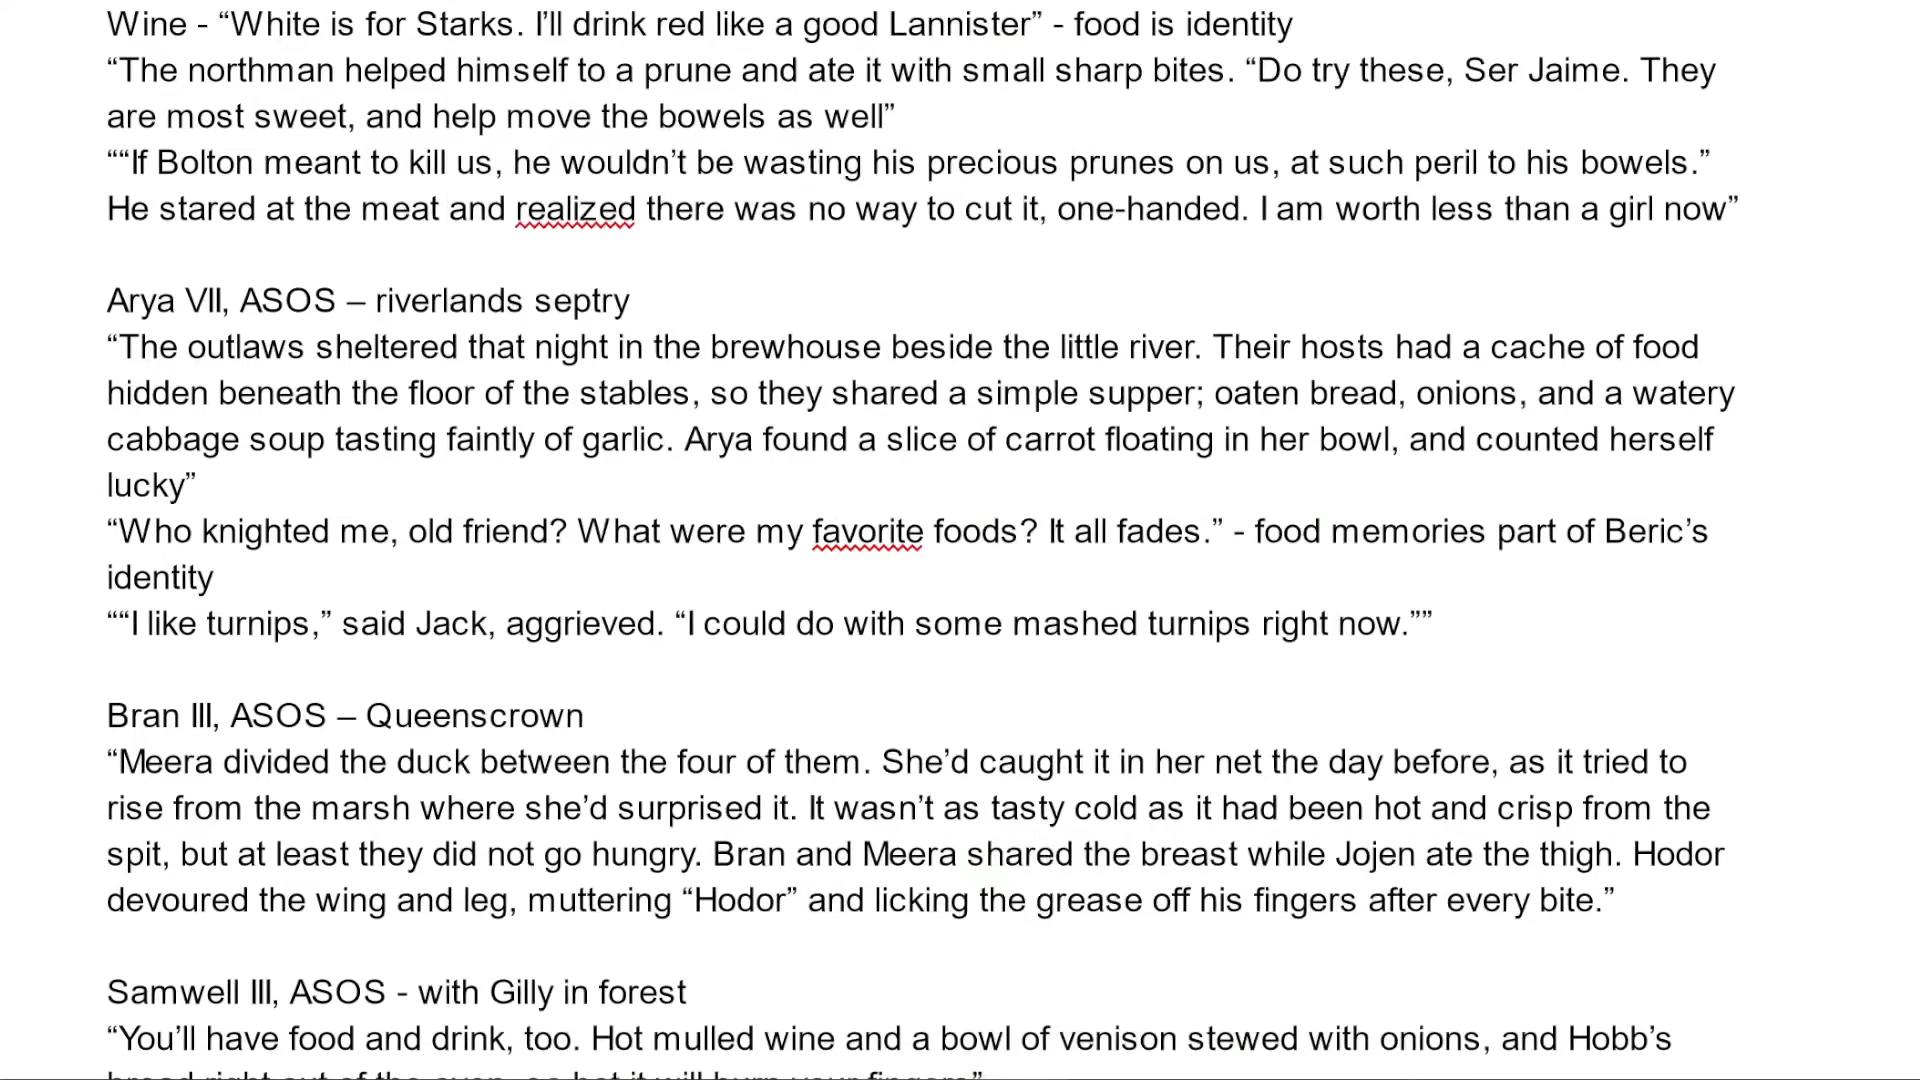 Wine - “White is for Starks. I’ll drink red like a good Lannister” - food is identity
“The northman helped himself to a prune and ate it with small sharp bites. “Do try these, Ser Jaime. They
are most sweet, and help move the bowels as well”
““If Bolton meant to kill us, he wouldn’t be wasting his precious prunes on us, at such peril to his bowels.”
He stared at the meat and realized there was no way to cut it, one-handed. I am worth less than a girl now”
Arya VII, ASOS – riverlands septry
“The outlaws sheltered that night in the brewhouse beside the little river. Their hosts had a cache of food
hidden beneath the floor of the stables, so they shared a simple supper; oaten bread, onions, and a watery
cabbage soup tasting faintly of garlic. Arya found a slice of carrot floating in her bowl, and counted herself
lucky”
“Who knighted me, old friend? What were my favorite foods? It all fades.” - food memories part of Beric’s
identity
““I like turnips,” said Jack, aggrieved. “I could do with some mashed turnips right now.””
Bran III, ASOS – Queenscrown
“Meera divided the duck between the four of them. She’d caught it in her net the day before, as it tried to
rise from the marsh where she’d surprised it. It wasn’t as tasty cold as it had been hot and crisp from the
spit, but at least they did not go hungry. Bran and Meera shared the breast while Jojen ate the thigh. Hodor
devoured the wing and leg, muttering “Hodor” and licking the grease off his fingers after every bite.”
Samwell III, ASOS - with Gilly in forest
“You’ll have food and drink, too. Hot mulled wine and a bowl of venison stewed with onions, and Hobb’s
bread right out of the oven, so hot it will burn your fingers”